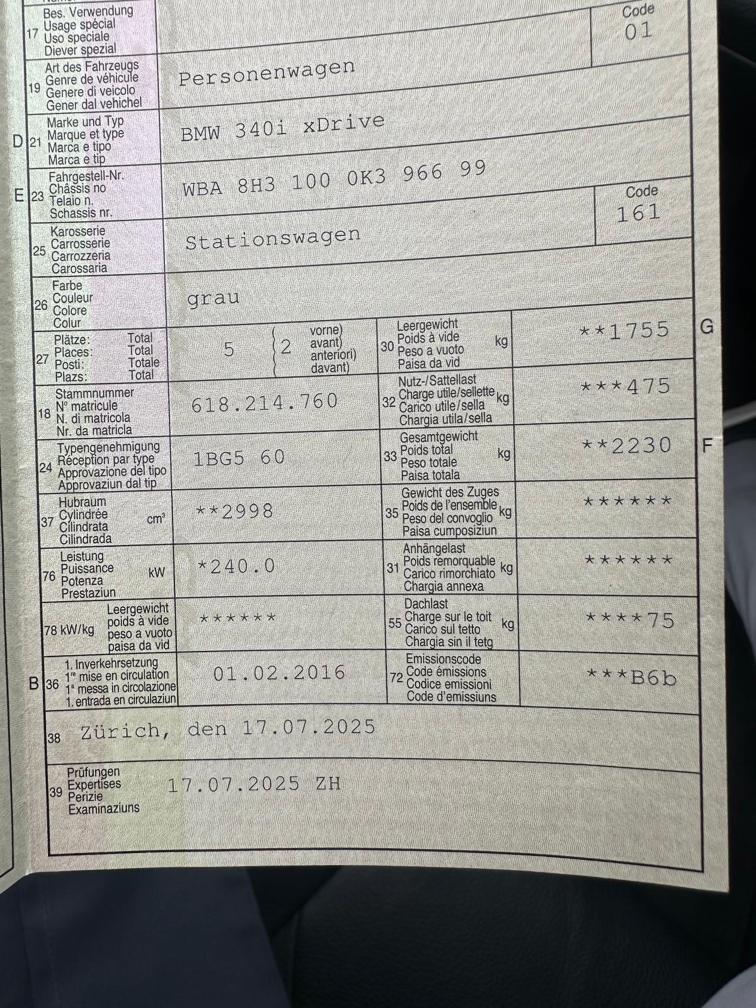 17 Bes. Verwendung
Usage spécial
Uso speciale
Diever spezial
Code
01
19 Art des Fahrzeugs
Genre de véhicule
Genere di veicolo
Gener dal vehichel
Personenwagen
D 21 Marke und Typ
Marque et type
Marca e tipo
Marca e tip
BMW 340i xDrive
E 23 Fahrgestell-Nr.
Châssis no
Telaio n.
Schassis nr.
WBA 8H3 100 0K3 966 99
25 Karosserie
Carrosserie
Carrozzeria
Carossaria
Stationswagen
Code
161
26 Farbe
Couleur
Colore
Colur
grau
27 Plätze: Total
Places: Total
Posti: Totale
Plazs: Total
5 ( 2 vorne)
avant)
anteriori)
davant)
30 Leergewicht
Poids à vide
Peso a vuoto
Paisa da vid
kg
**1755 G
18 Stammnummer
N° matricule
N. di matricola
Nr. da matricla
618.214.760
32 Nutz-/Sattellast
Charge utile/sellette
Carico utile/sella
Chargia utila/sella
kg
***475
24 Typengenehmigung
Réception par type
Approvazione del tipo
Approvaziun dal tip
1BG5 60
33 Gesamtgewicht
Poids total
Peso totale
Paisa totala
kg
**2230 F
37 Hubraum
Cylindrée
Cilindrata
Cilindrada
cm³
**2998
35 Gewicht des Zuges
Poids de l'ensemble
Peso del convoglio
Paisa cumposiziun
kg
******
76 Leistung
Puissance
Potenza
Prestaziun
kW
*240.0
31 Anhängelast
Poids remorquable
Carico rimorchiato
Chargia annexa
kg
******
78 kW/kg Leergewicht
poids à vide
peso a vuoto
paisa da vid
******
55 Dachlast
Charge sur le toit
Carico sul tetto
Chargia sin il tetg
kg
****75
B 36 1. Inverkehrsetzung
1re mise en circulation
1a messa in circolazione
1. entrada en circulaziun
01.02.2016
72 Emissionscode
Code émissions
Codice emissioni
Code d'emissiuns
***B6b
38 Zürich, den 17.07.2025
39 Prüfungen
Expertises
Perizie
Examinaziuns
17.07.2025 ZH